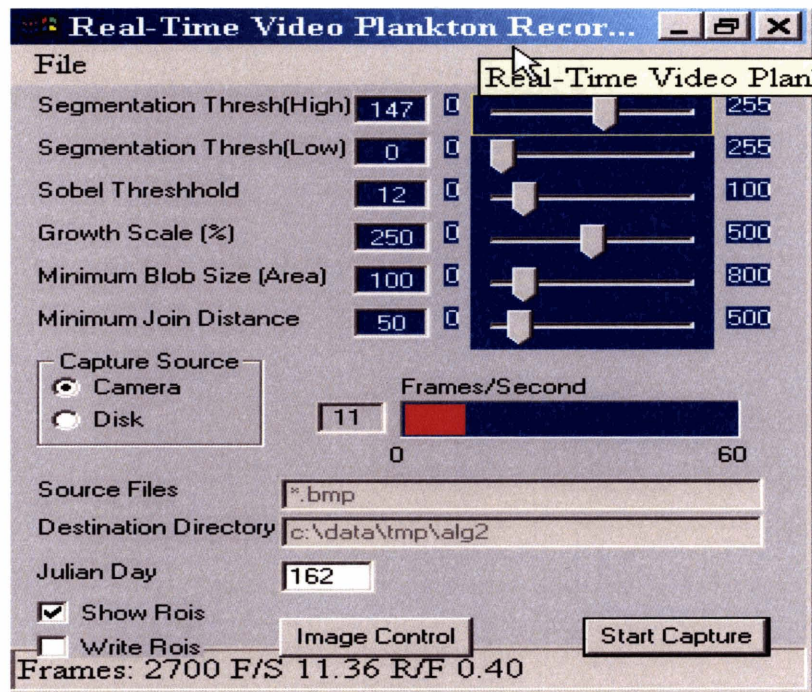 Real-Time Video Plankton Recor...
File
Real-Time Video Plan
Segmentation Thresh(High) 147 0 255
Segmentation Thresh(Low) 0 0 255
Sobel Threshhold 12 0 100
Growth Scale (%) 250 0 500
Minimum Blob Size (Area) 100 0 800
Minimum Join Distance 50 0 500
Capture Source
Camera
Disk
Frames/Second
11
0 60
Source Files *.bmp
Destination Directory c:\data\tmp\alg2
Julian Day 162
Show Rois
Write Rois
Image Control
Start Capture
Frames: 2700 F/S 11.36 R/F 0.40